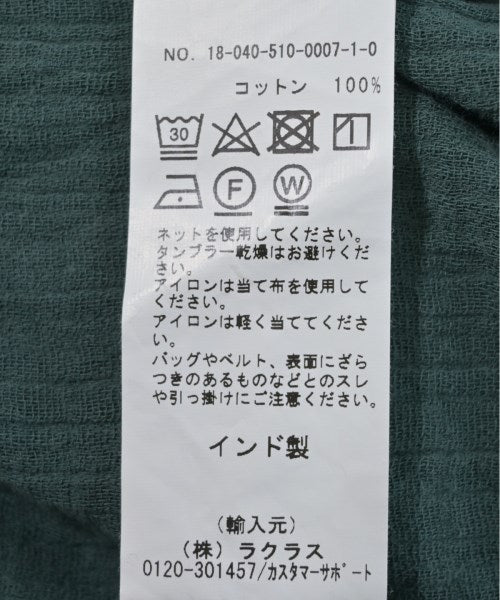 NO. 18-040-510-0007-1-0
コットン 100%
30
F W
ネットを使用してください。
タンブラー乾燥はお避けくだ
さい。
アイロンは当て布を使用して
ください。
アイロンは軽く当ててくださ
い。
バッグやベルト、表面にざら
つきのあるものなどとのスレ
や引っ掛けにご注意ください。
インド製
(輸入元)
(株) ラクラス
0120-301457/カスタマーサポート